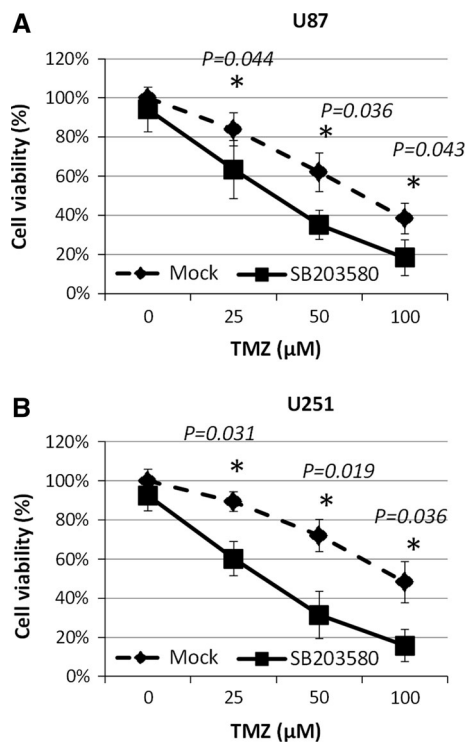 A
U87
Cell viability (%)
120%
100%
80%
60%
40%
20%
0%
P=0.044
*
P=0.036
*
P=0.043
*
Mock SB203580
0 25 50 100
TMZ (μM)
B
U251
Cell viability (%)
120%
100%
80%
60%
40%
20%
0%
P=0.031
*
P=0.019
*
P=0.036
*
Mock SB203580
0 25 50 100
TMZ (μM)